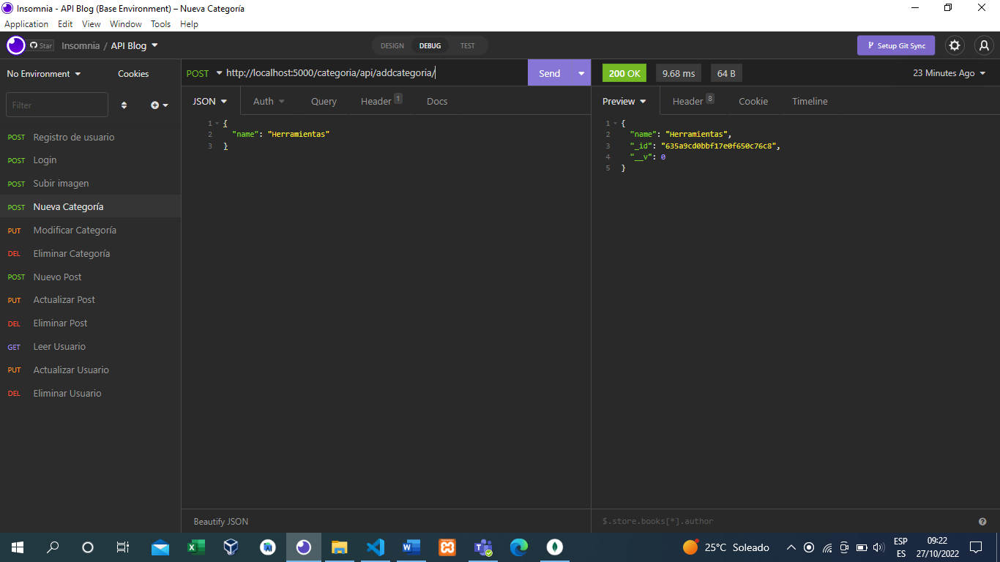 Insomnia - API Blog (Base Environment) – Nueva Categoría
Application Edit View Window Tools Help
Star Insomnia / API Blog DESIGN DEBUG TEST Setup Git Sync
No Environment Cookies
POST http://localhost:5000/categoria/api/addcategoria/ Send
200 OK 9.68 ms 64 B 23 Minutes Ago
Filter
JSON Auth Query Header 1 Docs
Preview Header 8 Cookie Timeline
POST Registro de usuario
POST Login
POST Subir imagen
POST Nueva Categoría
PUT Modificar Categoría
DEL Eliminar Categoría
POST Nuevo Post
PUT Actualizar Post
DEL Eliminar Post
GET Leer Usuario
PUT Actualizar Usuario
DEL Eliminar Usuario
1 {
2 "name": "Herramientas"
3 }
1 {
2 "name": "Herramientas",
3 "_id": "635a9cd0bbf17e0f650c76c8",
4 "__v": 0
5 }
Beautify JSON
$.store.books[*].author
25°C Soleado
ESP
ES
09:22
27/10/2022